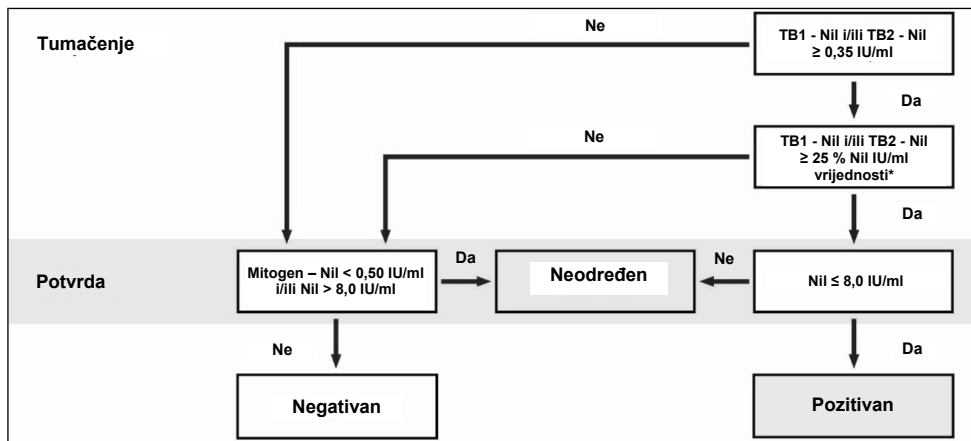 Tumačenje
Ne
TB1 - Nil i/ili TB2 - Nil
≥ 0,35 IU/ml
Da
Ne
TB1 - Nil i/ili TB2 - Nil
≥ 25 % Nil IU/ml
vrijednosti*
Da
Potvrda
Mitogen – Nil < 0,50 IU/ml
i/ili Nil > 8,0 IU/ml
Da
Neodređen
Ne
Nil ≤ 8,0 IU/ml
Ne
Da
Negativan
Pozitivan